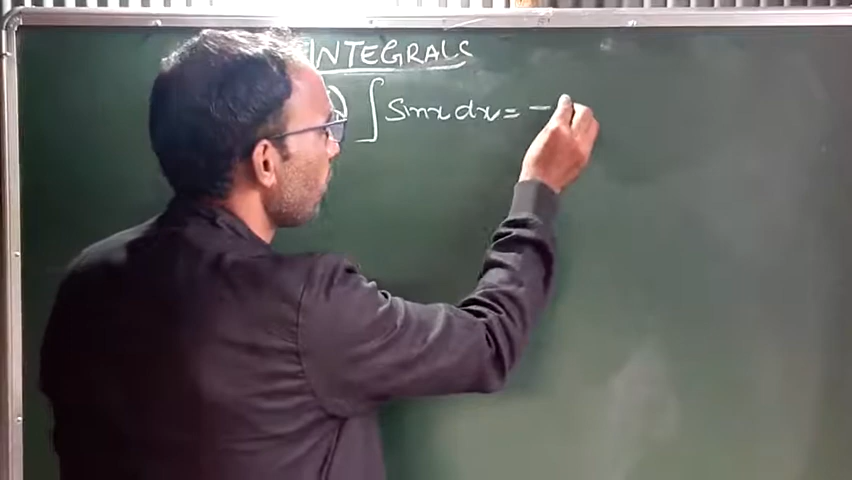 INTEGRALS
) ∫ Sinx dx = -